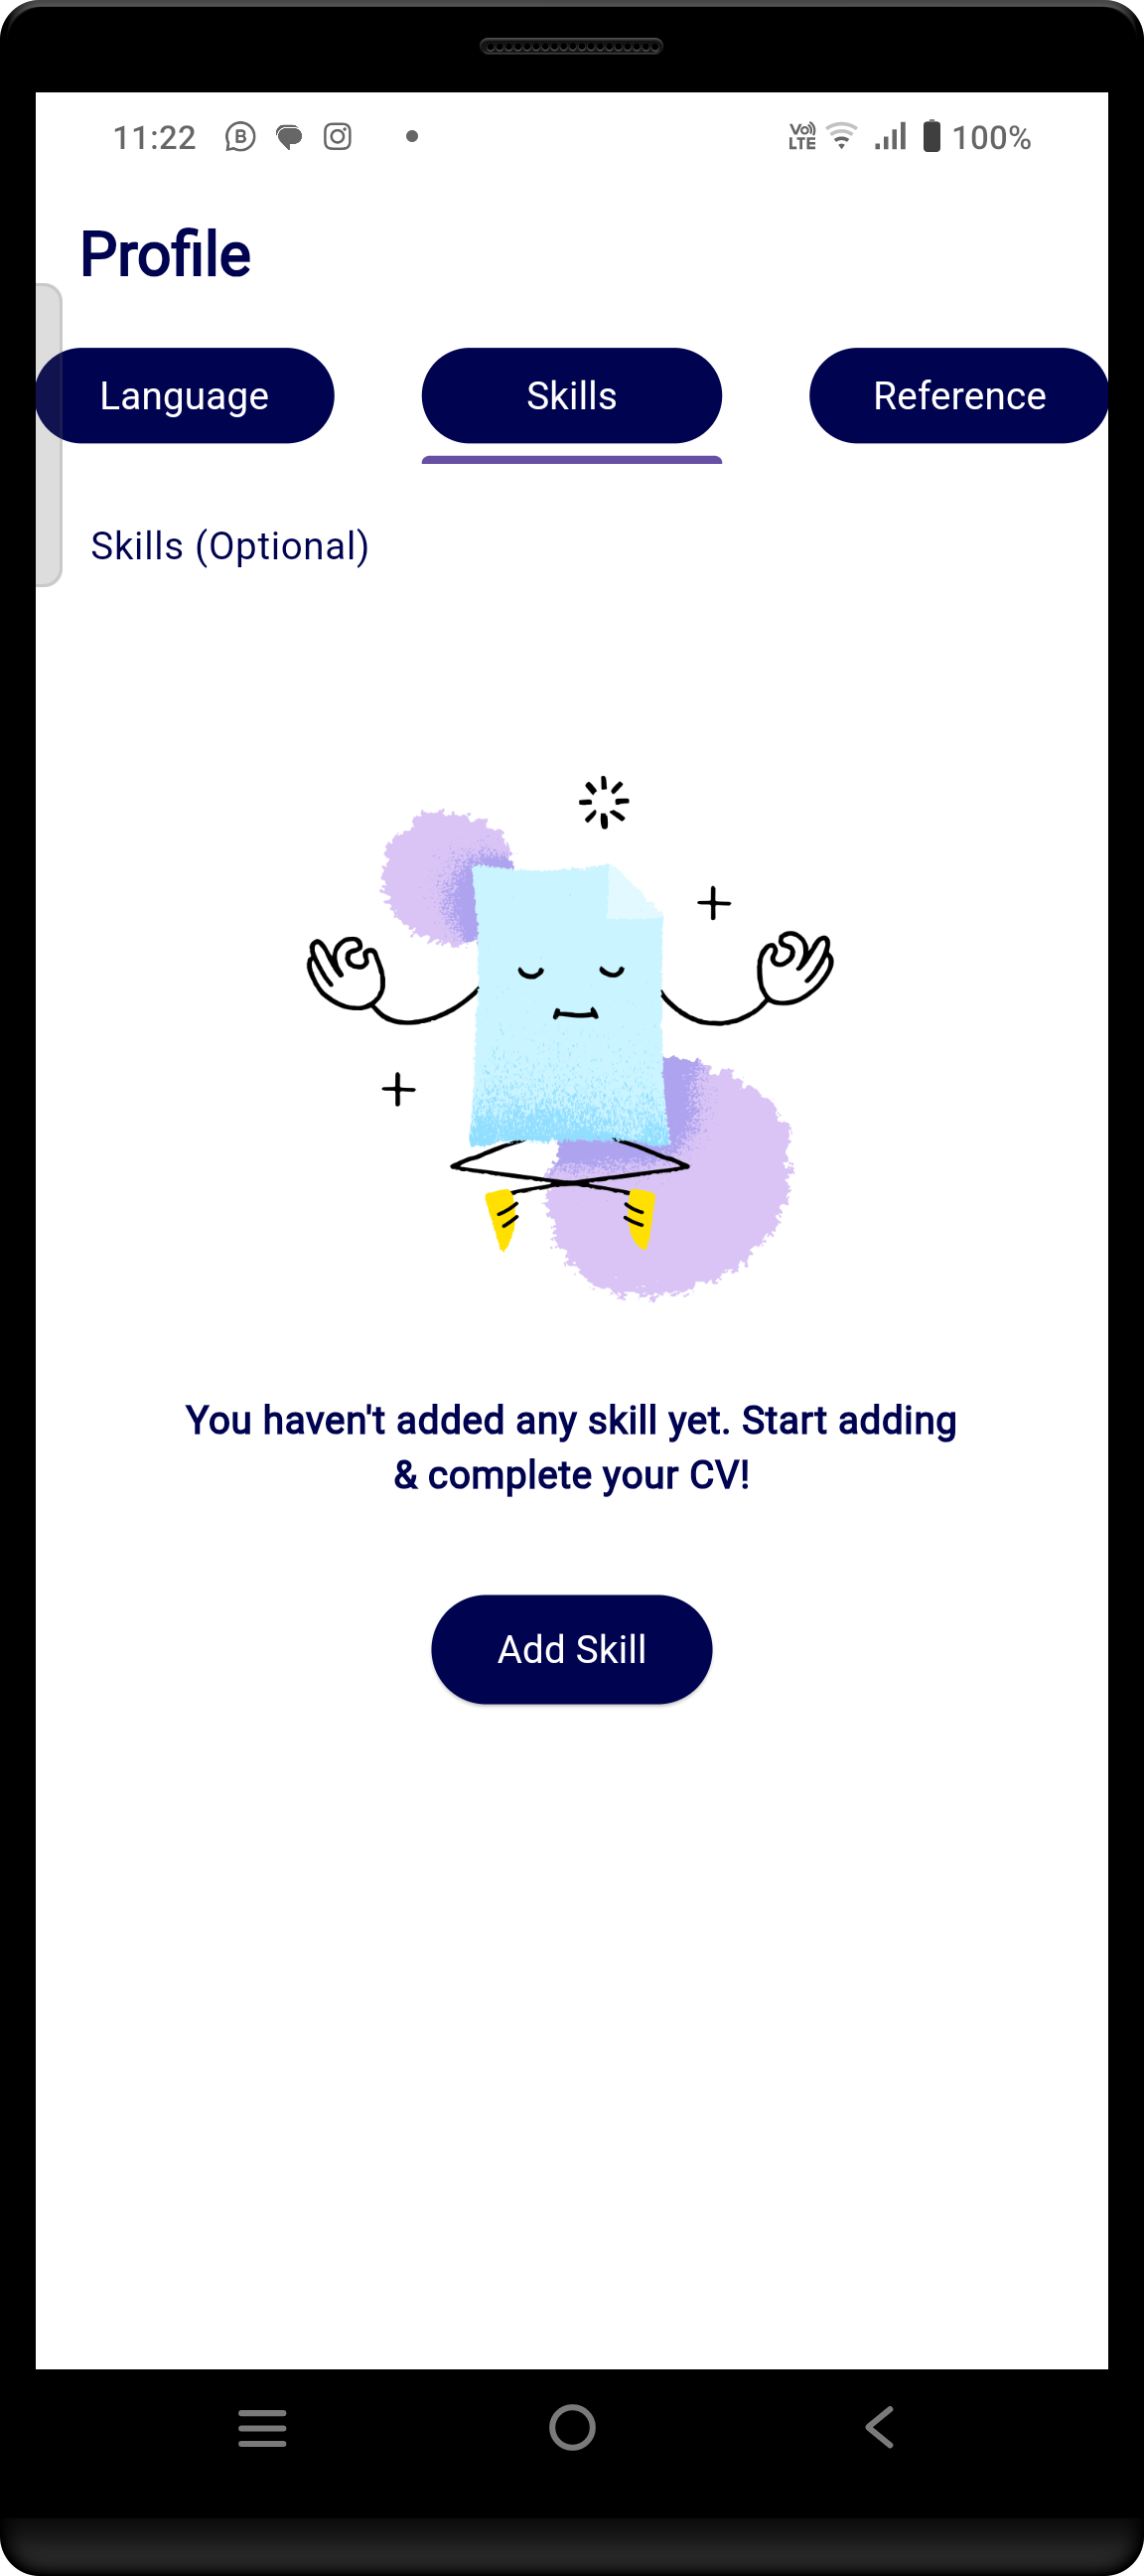 11:22 B Vo) LTE 100%
Profile
Language Skills Reference
Skills (Optional)
You haven't added any skill yet. Start adding
& complete your CV!
Add Skill